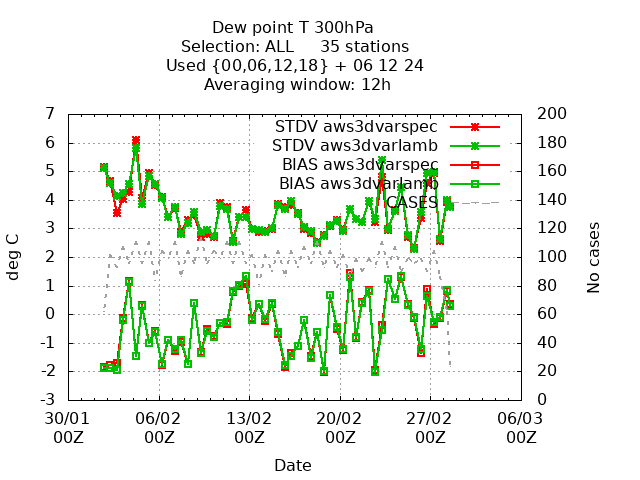 Dew point T 300hPa
Selection: ALL 35 stations
Used {00,06,12,18} + 06 12 24
Averaging window: 12h
7 200
STDV aws3dvarspec
6 180
STDV aws3dvarlamb
5 160
BIAS aws3dvarspec
BIAS aws3dvarlamb
4 140
CASES
3 120
2 100
1 80
0 60
-1 40
-2 20
-3 0
deg C
No cases
30/01 06/02 13/02 20/02 27/02 06/03
00Z 00Z 00Z 00Z 00Z 00Z
Date